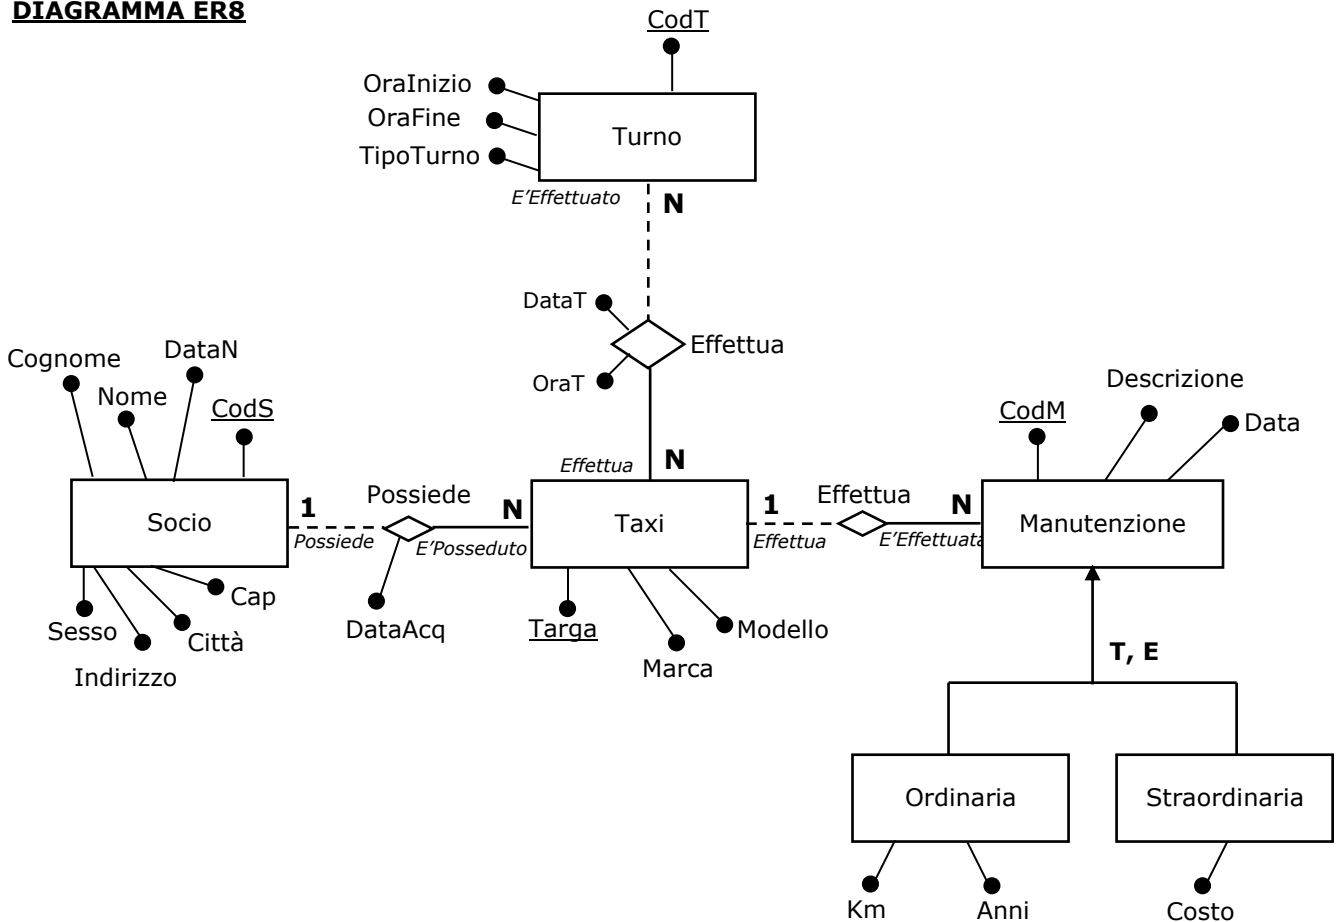 DIAGRAMMA ER8
CodT
OraInizio
OraFine
TipoTurno
Turno
E'Effettuato
N
DataT
Effettua
OraT
Cognome
DataN
Nome
CodS
Descrizione
CodM
Data
Effettua
N
Socio
1
Possiede
Possiede
N
E'Posseduto
Taxi
1
Effettua
Effettua
N
E'Effettuata
Manutenzione
Sesso
Indirizzo
Città
Cap
DataAcq
Targa
Marca
Modello
T, E
Ordinaria
Straordinaria
Km
Anni
Costo